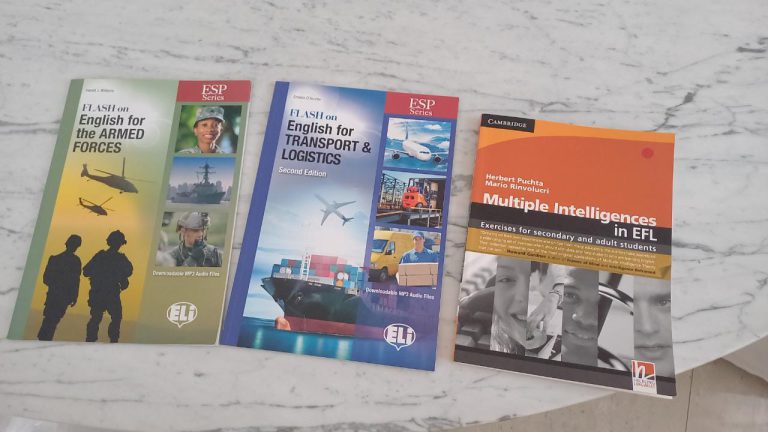 ESP
Series
FLASH on
English for
the ARMED
FORCES
Downloadable MP3 Audio Files
ELi
ESP
Series
FLASH on
English for
TRANSPORT &
LOGISTICS
Second Edition
Downloadable MP3 Audio Files
ELi
CAMBRIDGE
Herbert Puchta
Mario Rinvolucri
Multiple Intelligences
in EFL
Exercises for secondary and adult students